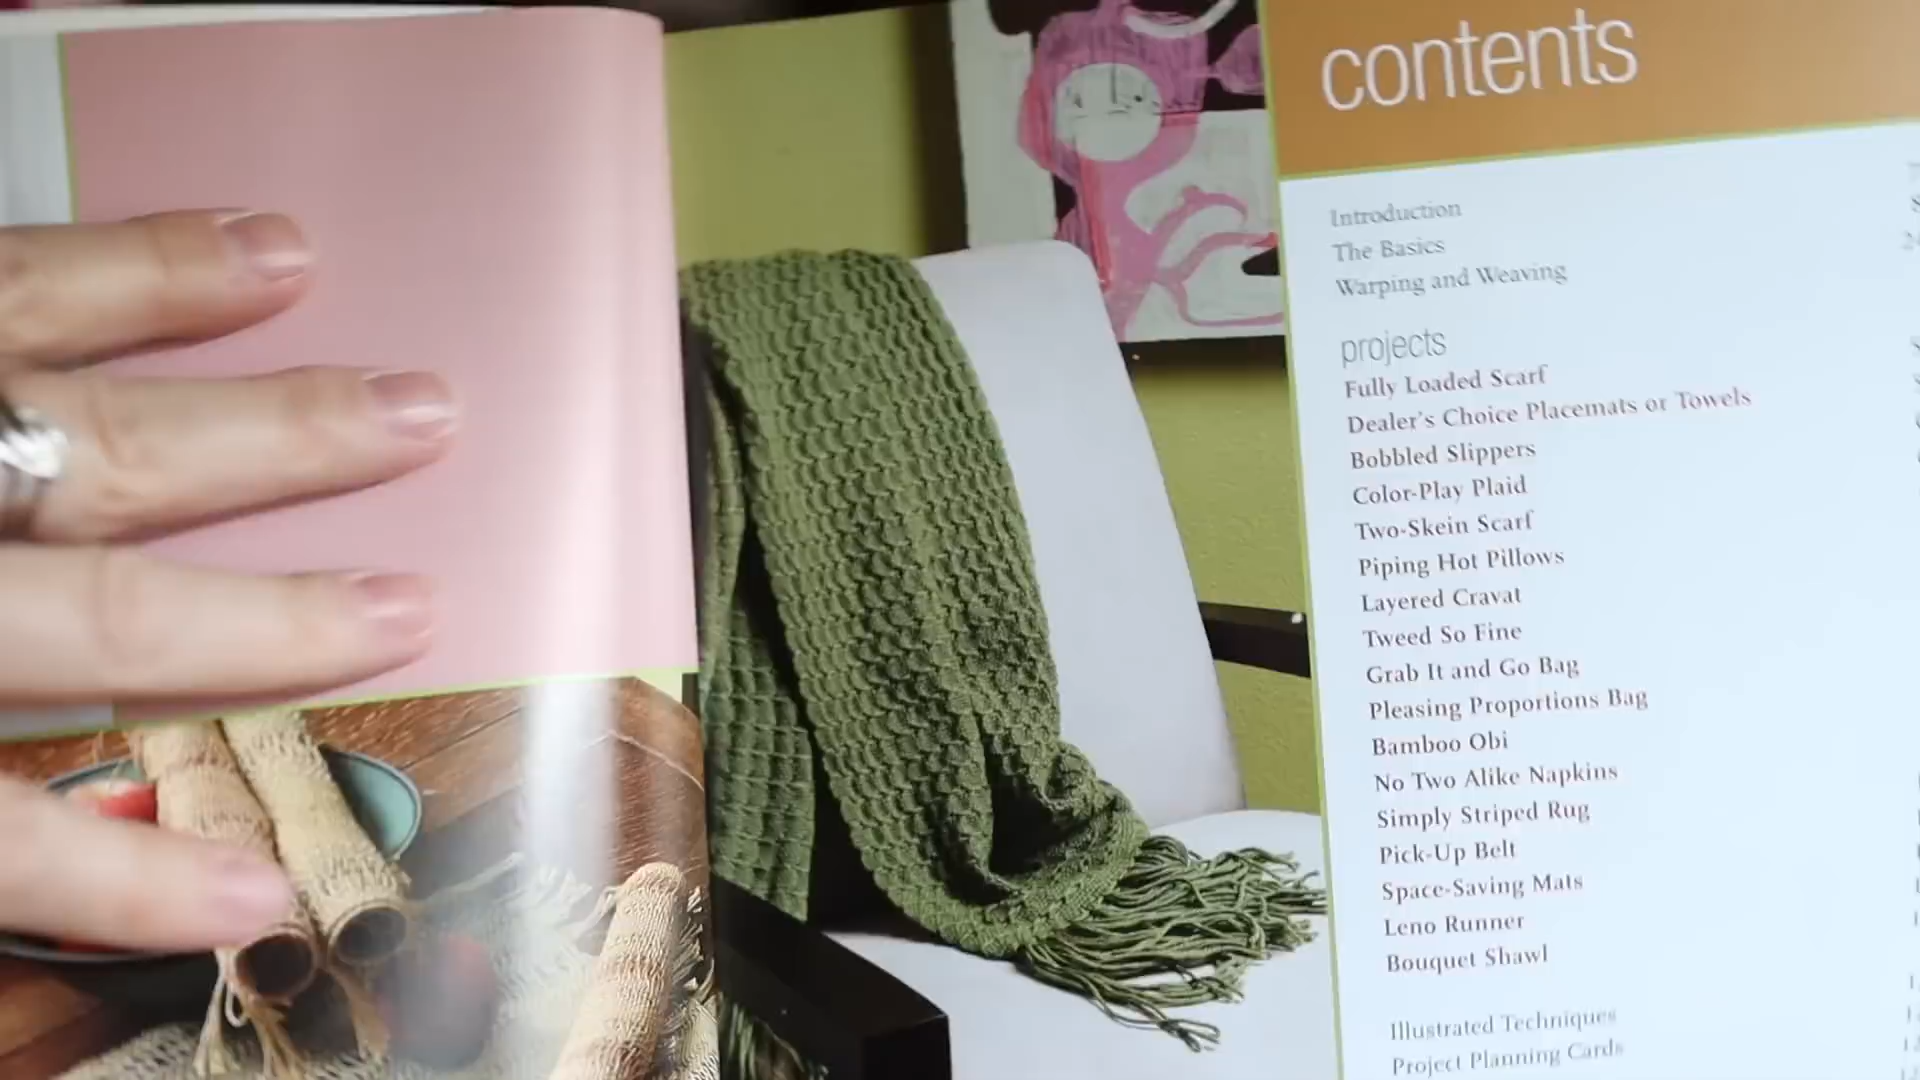 contents
Introduction
The Basics
Warping and Weaving
projects
Fully Loaded Scarf
Dealer's Choice Placemats or Towels
Bobbled Slippers
Color-Play Plaid
Two-Skein Scarf
Piping Hot Pillows
Layered Cravat
Tweed So Fine
Grab It and Go Bag
Pleasing Proportions Bag
Bamboo Obi
No Two Alike Napkins
Simply Striped Rug
Pick-Up Belt
Space-Saving Mats
Leno Runner
Bouquet Shawl
Illustrated Techniques
Project Planning Cards